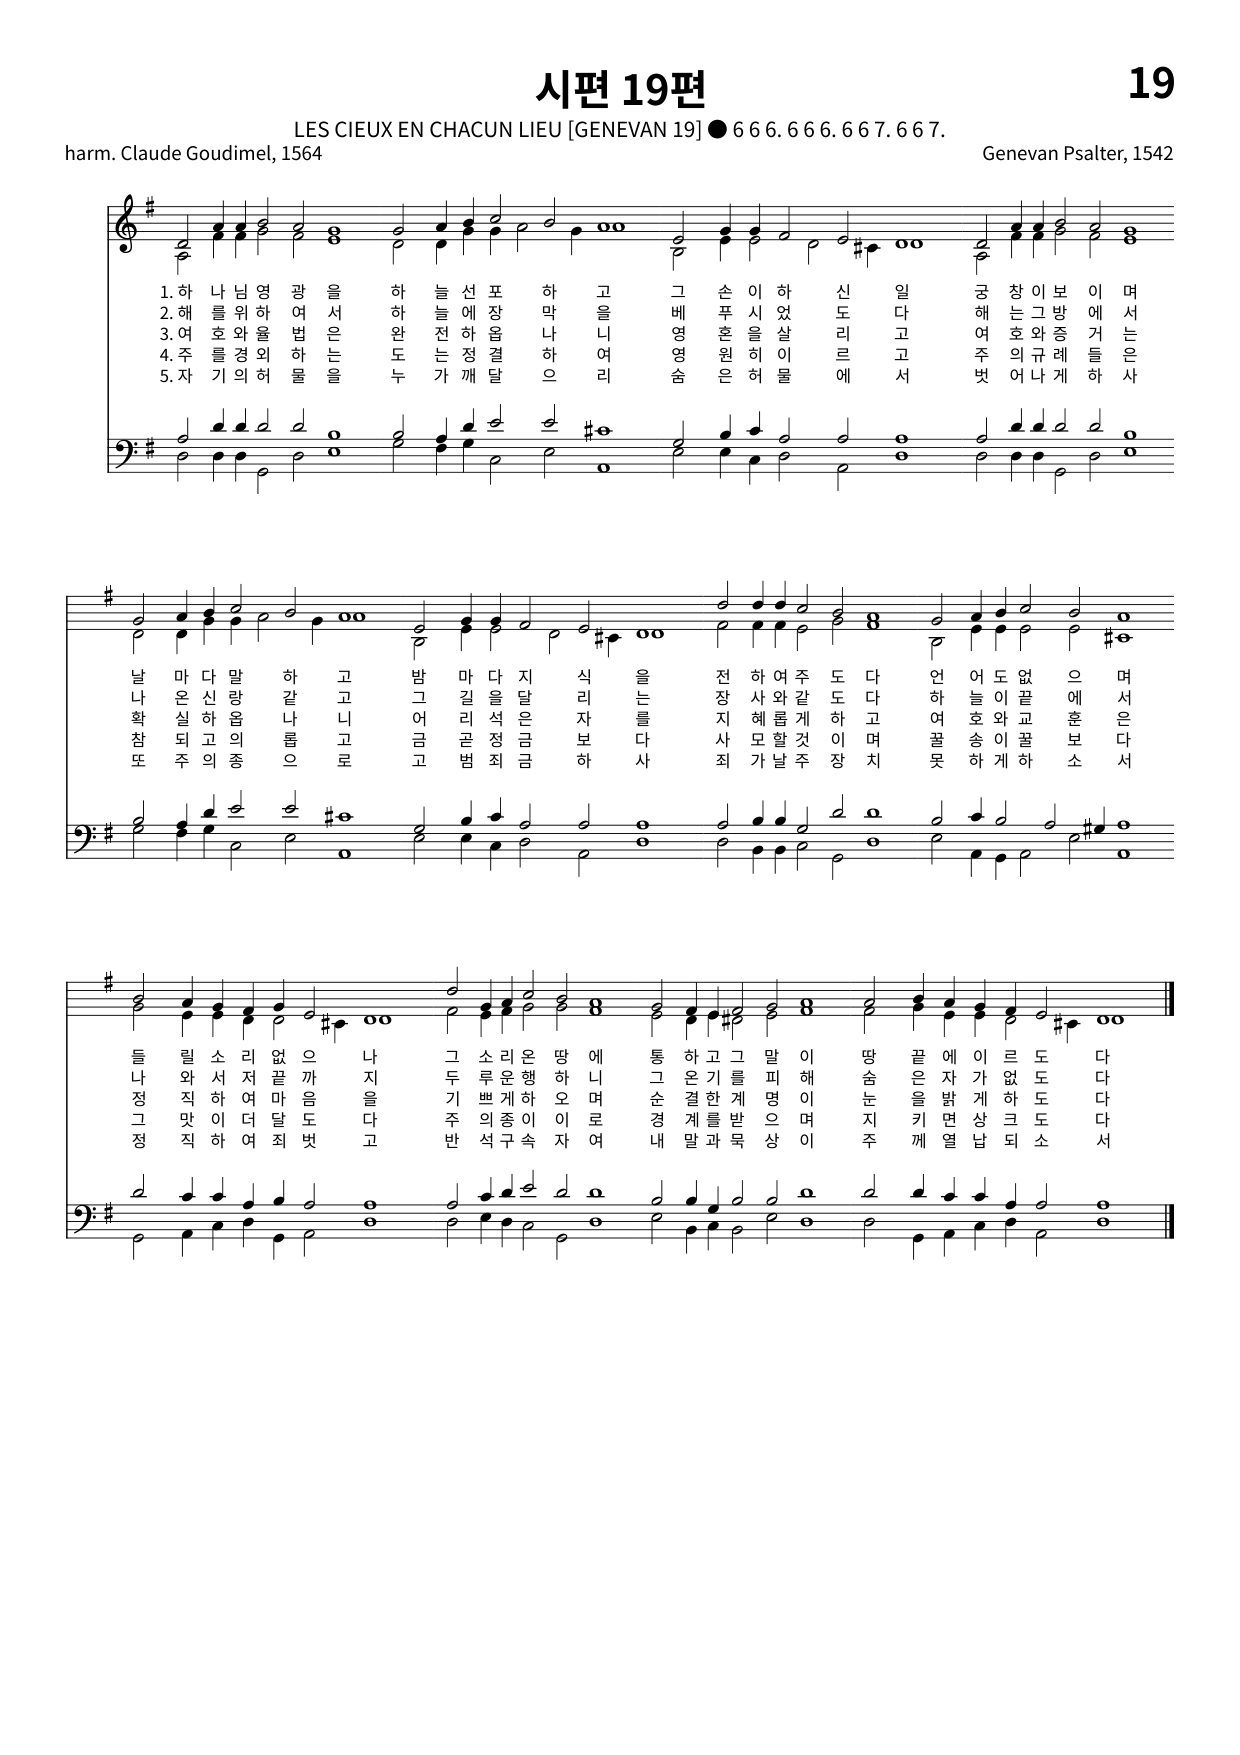 시편 19편
19
LES CIEUX EN CHACUN LIEU [GENEVAN 19] ● 6 6 6. 6 6 6. 6 6 7. 6 6 7.
harm. Claude Goudimel, 1564
Genevan Psalter, 1542
1. 하 나 님 영 광 을 하 늘 선 포 하 고 그 손 이 하 신 일 궁 창 이 보 이 며
2. 해 를 위 하 여 서 하 늘 에 장 막 을 베 푸 시 었 도 다 해 는 그 방 에 서
3. 여 호 와 율 법 은 완 전 하 옵 나 니 영 혼 을 살 리 고 여 호 와 증 거 는
4. 주 를 경 외 하 는 도 는 정 결 하 여 영 원 히 이 르 고 주 의 규 례 들 은
5. 자 기 의 허 물 을 누 가 깨 달 으 리 숨 은 허 물 에 서 벗 어 나 게 하 사
날 마 다 말 하 고 밤 마 다 지 식 을 전 하 여 주 도 다 언 어 도 없 으 며
나 온 신 랑 같 고 그 길 을 달 리 는 장 사 와 같 도 다 하 늘 이 끝 에 서
확 실 하 옵 나 니 어 리 석 은 자 를 지 혜 롭 게 하 고 여 호 와 교 훈 은
참 되 고 의 롭 고 금 곧 정 금 보 다 사 모 할 것 이 며 꿀 송 이 꿀 보 다
또 주 의 종 으 로 고 범 죄 금 하 사 죄 가 날 주 장 치 못 하 게 하 소 서
들 릴 소 리 없 으 나 그 소 리 온 땅 에 통 하 고 그 말 이 땅 끝 에 이 르 도 다
나 와 서 저 끝 까 지 두 루 운 행 하 니 그 온 기 를 피 해 숨 은 자 가 없 도 다
정 직 하 여 마 음 을 기 쁘 게 하 오 며 순 결 한 계 명 이 눈 을 밝 게 하 도 다
그 맛 이 더 달 도 다 주 의 종 이 이 로 경 계 를 받 으 며 지 키 면 상 크 도 다
정 직 하 여 죄 벗 고 반 석 구 속 자 여 내 말 과 묵 상 이 주 께 열 납 되 소 서